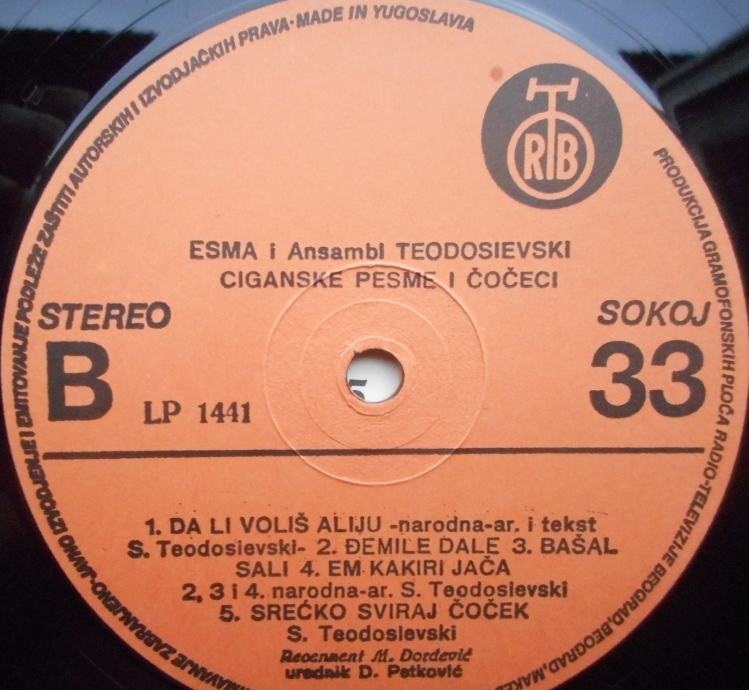 IMAVANJE ZABRANJENO-JAVNO IZVODJENJE I EMITOVANJE PODLEŽE ZAŠTITI AUTORSKIH I IZVODJAČKIH PRAVA·MADE IN YUGOSLAVIA
RTB
PRODUKCIJA GRAMOFONSKIH PLOČA RADIO-TELEVIZIJE BEOGRAD, BEOGRAD, MAKE
ESMA i Ansambl TEODOSIEVSKI
CIGANSKE PESME I ČOČECI
STEREO
SOKOJ
B
LP 1441
33
1. DA LI VOLIŠ ALIJU -narodna-ar. i tekst
S. Teodosievski- 2. ĐEMILE DALE 3. BAŠAL
SALI 4. EM KAKIRI JAČA
2, 3 i 4. narodna-ar. S. Teodosievski
5. SREĆKO SVIRAJ ČOČEK
S. Teodosievski
Recenzent M. Đorđević
urednik D. Petković